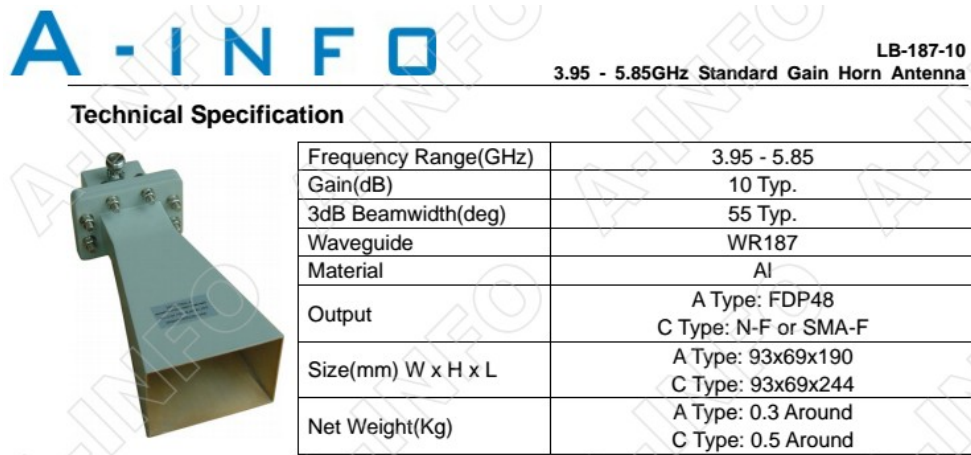 A-INFO
LB-187-10
3.95 - 5.85GHz Standard Gain Horn Antenna
Technical Specification
Frequency Range(GHz) 3.95 - 5.85
Gain(dB) 10 Typ.
3dB Beamwidth(deg) 55 Typ.
Waveguide WR187
Material Al
Output A Type: FDP48
C Type: N-F or SMA-F
Size(mm) W x H x L A Type: 93x69x190
C Type: 93x69x244
Net Weight(Kg) A Type: 0.3 Around
C Type: 0.5 Around